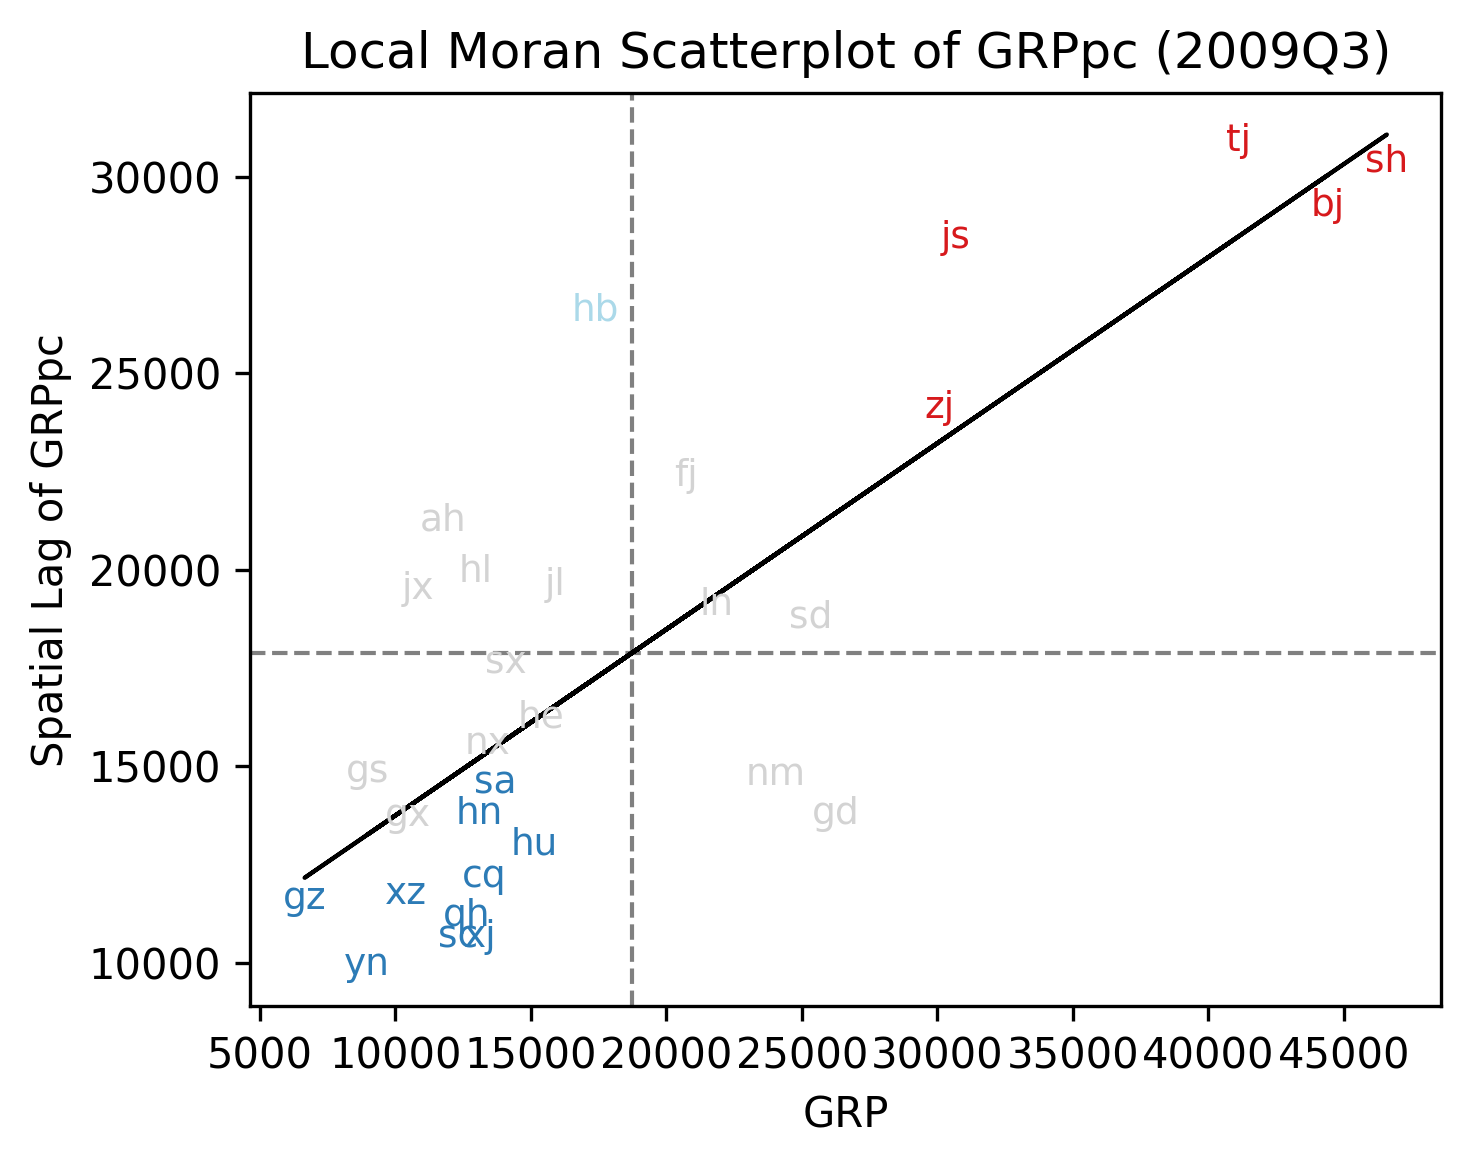 Local Moran Scatterplot of GRPpc (2009Q3)
Spatial Lag of GRPpc
30000
25000
20000
15000
10000
tj
sh
bj
js
hb
zj
fj
ah
hl
jl
jx
ln
sd
sx
he
nx
gs
sa
nm
gx
hn
gd
hu
cq
xz
gz
qh
sc
xj
yn
5000 10000 15000 20000 25000 30000 35000 40000 45000
GRP